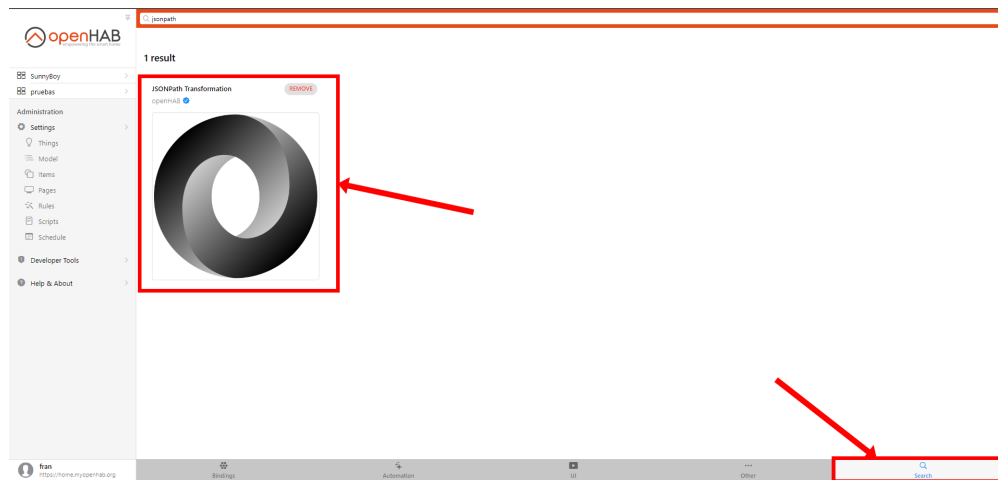 jsonpath
openHAB
empowering the smart home
1 result
SunnyBoy
pruebas
JSONPath Transformation
REMOVE
openHAB
Administration
Settings
Things
Model
Items
Pages
Rules
Scripts
Schedule
Developer Tools
Help & About
fran
https://home.myopenhab.org
Bindings
Automation
UI
Other
Search